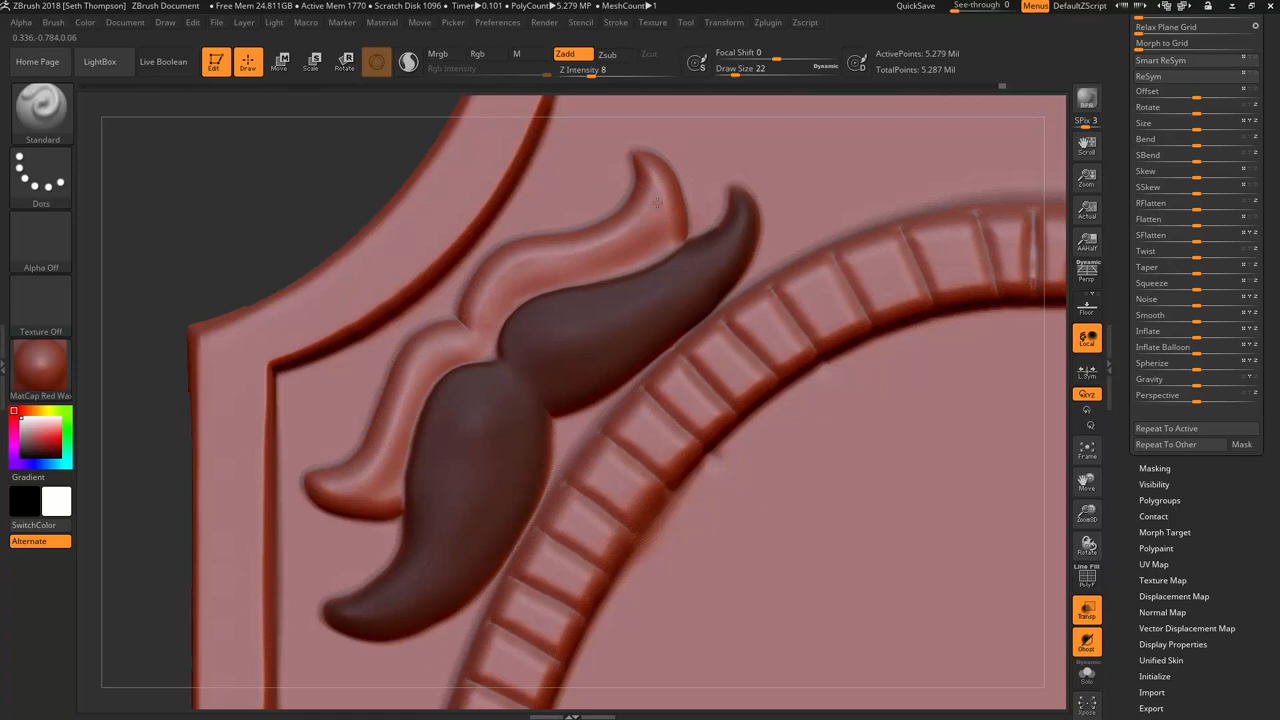 ZBrush 2018 [Seth Thompson] ZBrush Document • Free Mem 24.811GB • Active Mem 1770 • Scratch Disk 1096 • Timer▶0.101 • PolyCount▶5.279 MP • MeshCount▶1
QuickSave See-through 0 Menus DefaultZScript
Alpha Brush Color Document Draw Edit File Layer Light Macro Marker Material Movie Picker Preferences Render Stencil Stroke Texture Tool Transform Zplugin Zscript
0.336,-0.784,0.06
Home Page LightBox Live Boolean Edit Draw Move Scale Rotate
Mrgb Rgb M Zadd Zsub Zcut
Rgb Intensity Z Intensity 8
Focal Shift 0
Draw Size 22 Dynamic
ActivePoints: 5.279 Mil
TotalPoints: 5.287 Mil
Standard
Dots
Alpha Off
Texture Off
MatCap Red Wax
Gradient
SwitchColor
Alternate
BPR
SPix 3
Scroll
Zoom
Actual
AAHalf
Dynamic
Persp
Floor
Local
L.Sym
XYZ
Frame
Move
Zoom3D
Rotate
Line Fill
PolyF
Transp
Ghost
Dynamic
Solo
Xpose
Relax Plane Grid
Morph to Grid
Smart ReSym
ReSym
Offset
Rotate
Size
Bend
SBend
Skew
SSkew
RFlatten
Flatten
SFlatten
Twist
Taper
Squeeze
Noise
Smooth
Inflate
Inflate Balloon
Spherize
Gravity
Perspective
Repeat To Active
Repeat To Other Mask
Masking
Visibility
Polygroups
Contact
Morph Target
Polypaint
UV Map
Texture Map
Displacement Map
Normal Map
Vector Displacement Map
Display Properties
Unified Skin
Initialize
Import
Export